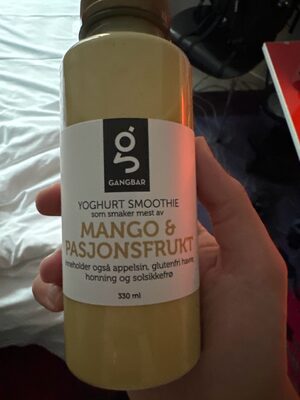 g
GANGBAR
YOGHURT SMOOTHIE
som smaker mest av
MANGO &
PASJONSFRUKT
inneholder også appelsin, glutenfri havre,
honning og solsikkefrø
330 ml